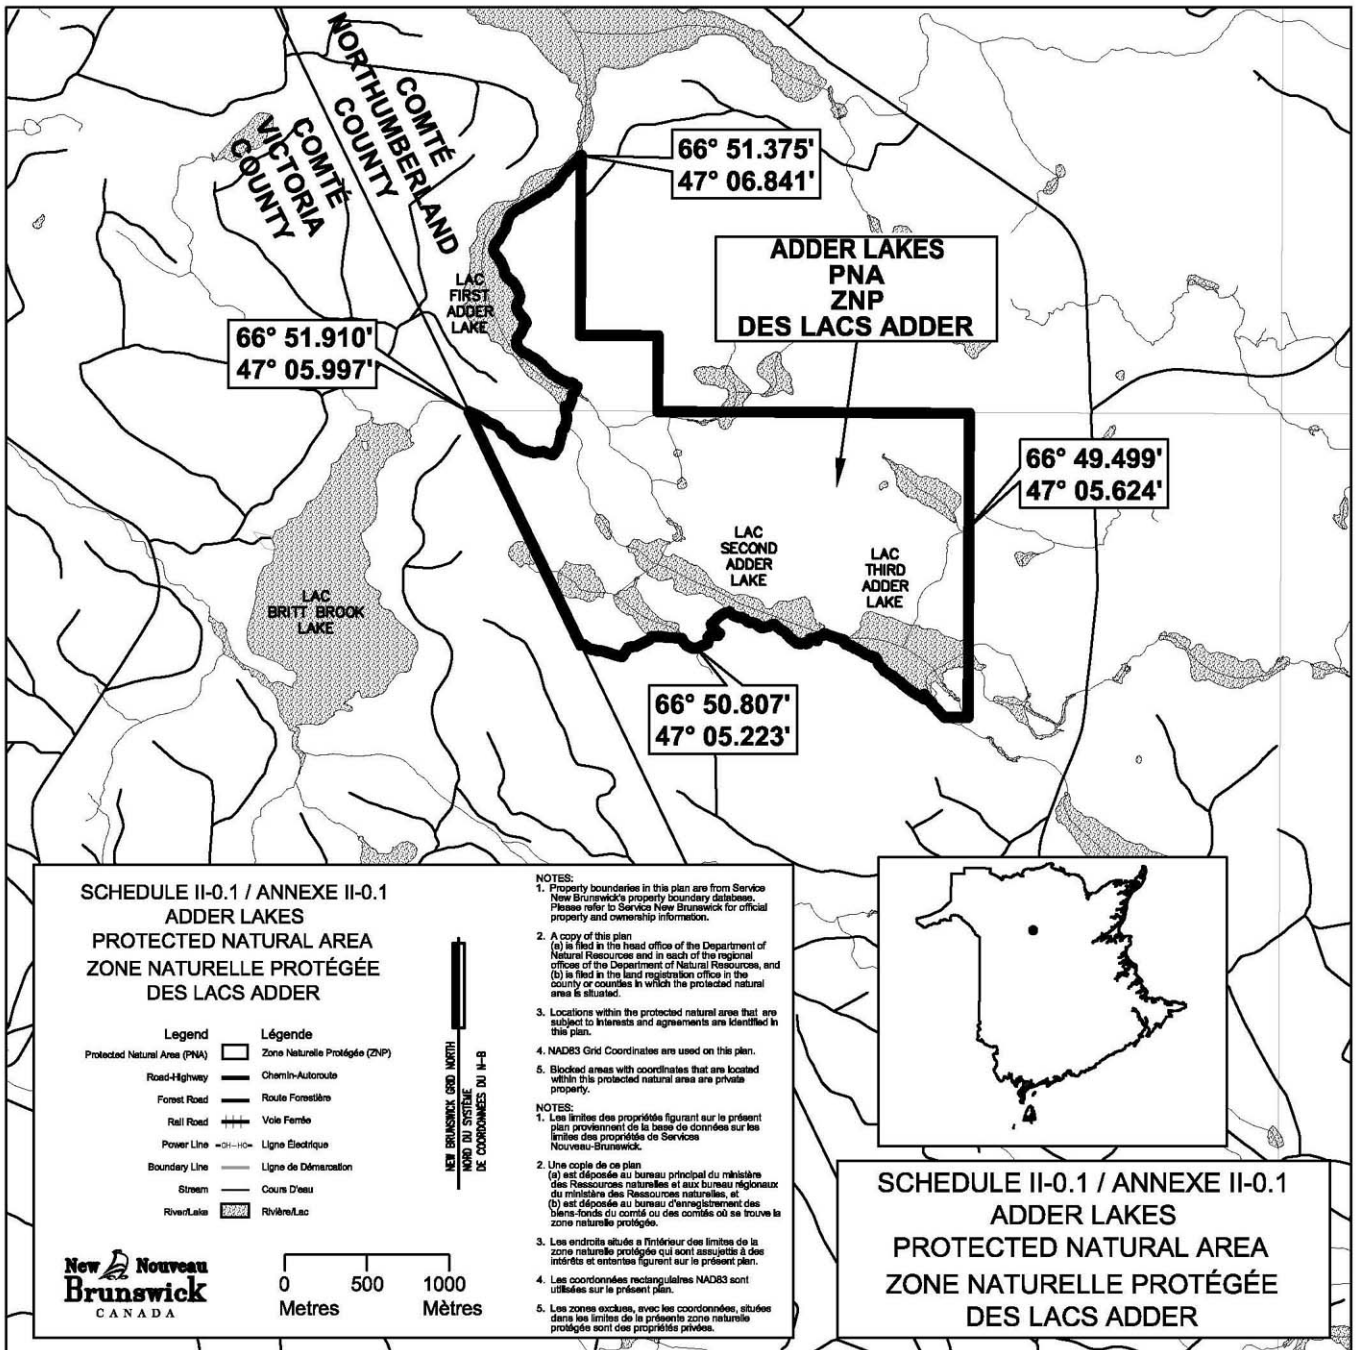 COMTÉ
NORTHUMBERLAND
COUNTY
COMTÉ
VICTORIA
COUNTY
66° 51.375'
47° 06.841'
ADDER LAKES
PNA
ZNP
DES LACS ADDER
LAC
FIRST
ADDER
LAKE
66° 51.910'
47° 05.997'
66° 49.499'
47° 05.624'
LAC
SECOND
ADDER
LAKE
LAC
THIRD
ADDER
LAKE
LAC
BRITT BROOK
LAKE
66° 50.807'
47° 05.223'
SCHEDULE II-0.1 / ANNEXE II-0.1
ADDER LAKES
PROTECTED NATURAL AREA
ZONE NATURELLE PROTÉGÉE
DES LACS ADDER
Legend Légende
Protected Natural Area (PNA) Zone Naturelle Protégée (ZNP)
Road-Highway Chemin-Autoroute
Forest Road Route Forestière
Rail Road Voie Ferrée
Power Line OH-HO Ligne Électrique
Boundary Line Ligne de Démarcation
Stream Cours D'eau
River/Lake Rivière/Lac
NEW BRUNSWICK GRID NORTH
NORD DU SYSTÈME
DE COORDONNÉES DU N-B
New Nouveau
Brunswick
CANADA
0 500 1000
Metres Mètres
NOTES:
1. Property boundaries in this plan are from Service
New Brunswick's property boundary database.
Please refer to Service New Brunswick for official
property and ownership information.
2. A copy of this plan
(a) is filed in the head office of the Department of
Natural Resources and in each of the regional
offices of the Department of Natural Resources, and
(b) is filed in the land registration office in the
county or counties in which the protected natural
area is situated.
3. Locations within the protected natural area that are
subject to interests and agreements are identified in
this plan.
4. NAD83 Grid Coordinates are used on this plan.
5. Blocked areas with coordinates that are located
within this protected natural area are private
property.
NOTES:
1. Les limites des propriétés figurant sur le présent
plan proviennent de la base de données sur les
limites des propriétés de Services
Nouveau-Brunswick.
2. Une copie de ce plan
(a) est déposée au bureau principal du ministère
des Ressources naturelles et aux bureau régionaux
du ministère des Ressources naturelles, et
(b) est déposée au bureau d'enregistrement des
biens-fonds du comté ou des comtés où se trouve la
zone naturelle protégée.
3. Les endroits situés a l'intérieur des limites de la
zone naturelle protégée qui sont assujettis à des
intérêts et ententes figurent sur le présent plan.
4. Les coordonnées rectangulaires NAD83 sont
utilisées sur le présent plan.
5. Les zones exclues, avec les coordonnées, situées
dans les limites de la présente zone naturelle
protégée sont des propriétés privées.
SCHEDULE II-0.1 / ANNEXE II-0.1
ADDER LAKES
PROTECTED NATURAL AREA
ZONE NATURELLE PROTÉGÉE
DES LACS ADDER